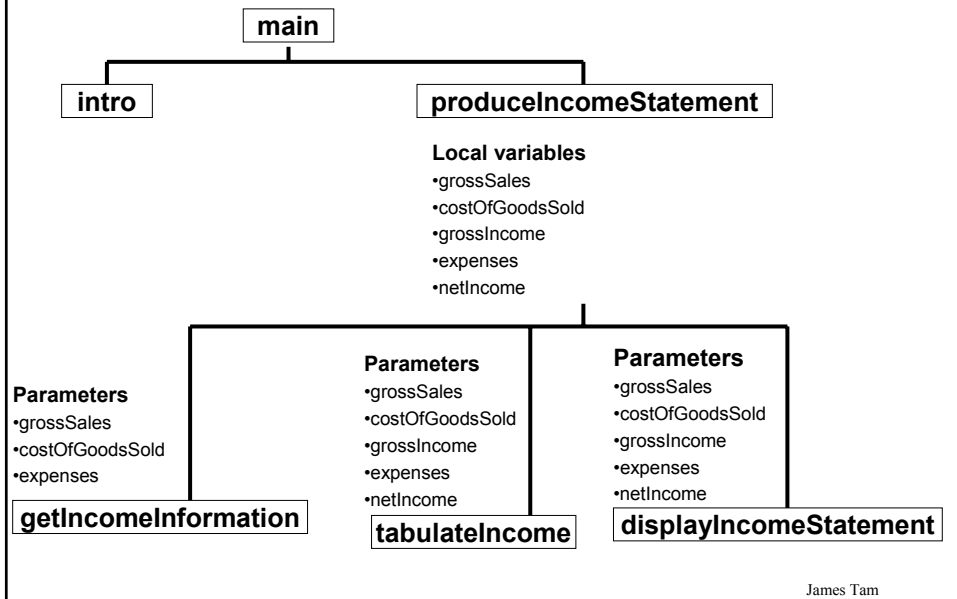 main
intro
produceIncomeStatement
Local variables
•grossSales
•costOfGoodsSold
•grossIncome
•expenses
•netIncome
Parameters
•grossSales
•costOfGoodsSold
•expenses
getIncomeInformation
Parameters
•grossSales
•costOfGoodsSold
•grossIncome
•expenses
•netIncome
tabulateIncome
Parameters
•grossSales
•costOfGoodsSold
•grossIncome
•expenses
•netIncome
displayIncomeStatement
James Tam